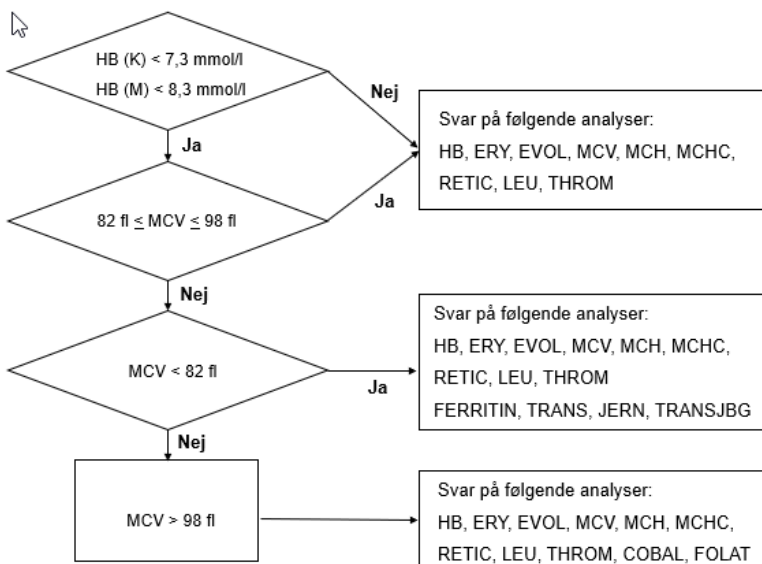 HB (K) < 7,3 mmol/l
HB (M) < 8,3 mmol/l
Nej
Ja
Svar på følgende analyser:
HB, ERY, EVOL, MCV, MCH, MCHC,
RETIC, LEU, THROM
82 fl ≤ MCV ≤ 98 fl
Ja
Nej
MCV < 82 fl
Ja
Nej
Svar på følgende analyser:
HB, ERY, EVOL, MCV, MCH, MCHC,
RETIC, LEU, THROM
FERRITIN, TRANS, JERN, TRANSJBG
MCV > 98 fl
Svar på følgende analyser:
HB, ERY, EVOL, MCV, MCH, MCHC,
RETIC, LEU, THROM, COBAL, FOLAT